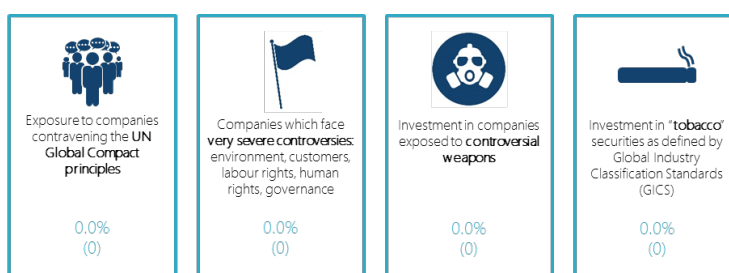 Exposure to companies
contravening the UN
Global Compact
principles
0.0%
(0)
Companies which face
very severe controversies:
environment, customers,
labour rights, human
rights, governance
0.0%
(0)
Investment in companies
exposed to controversial
weapons
0.0%
(0)
Investment in "tobacco"
securities as defined by
Global Industry
Classification Standards
(GICS)
0.0%
(0)